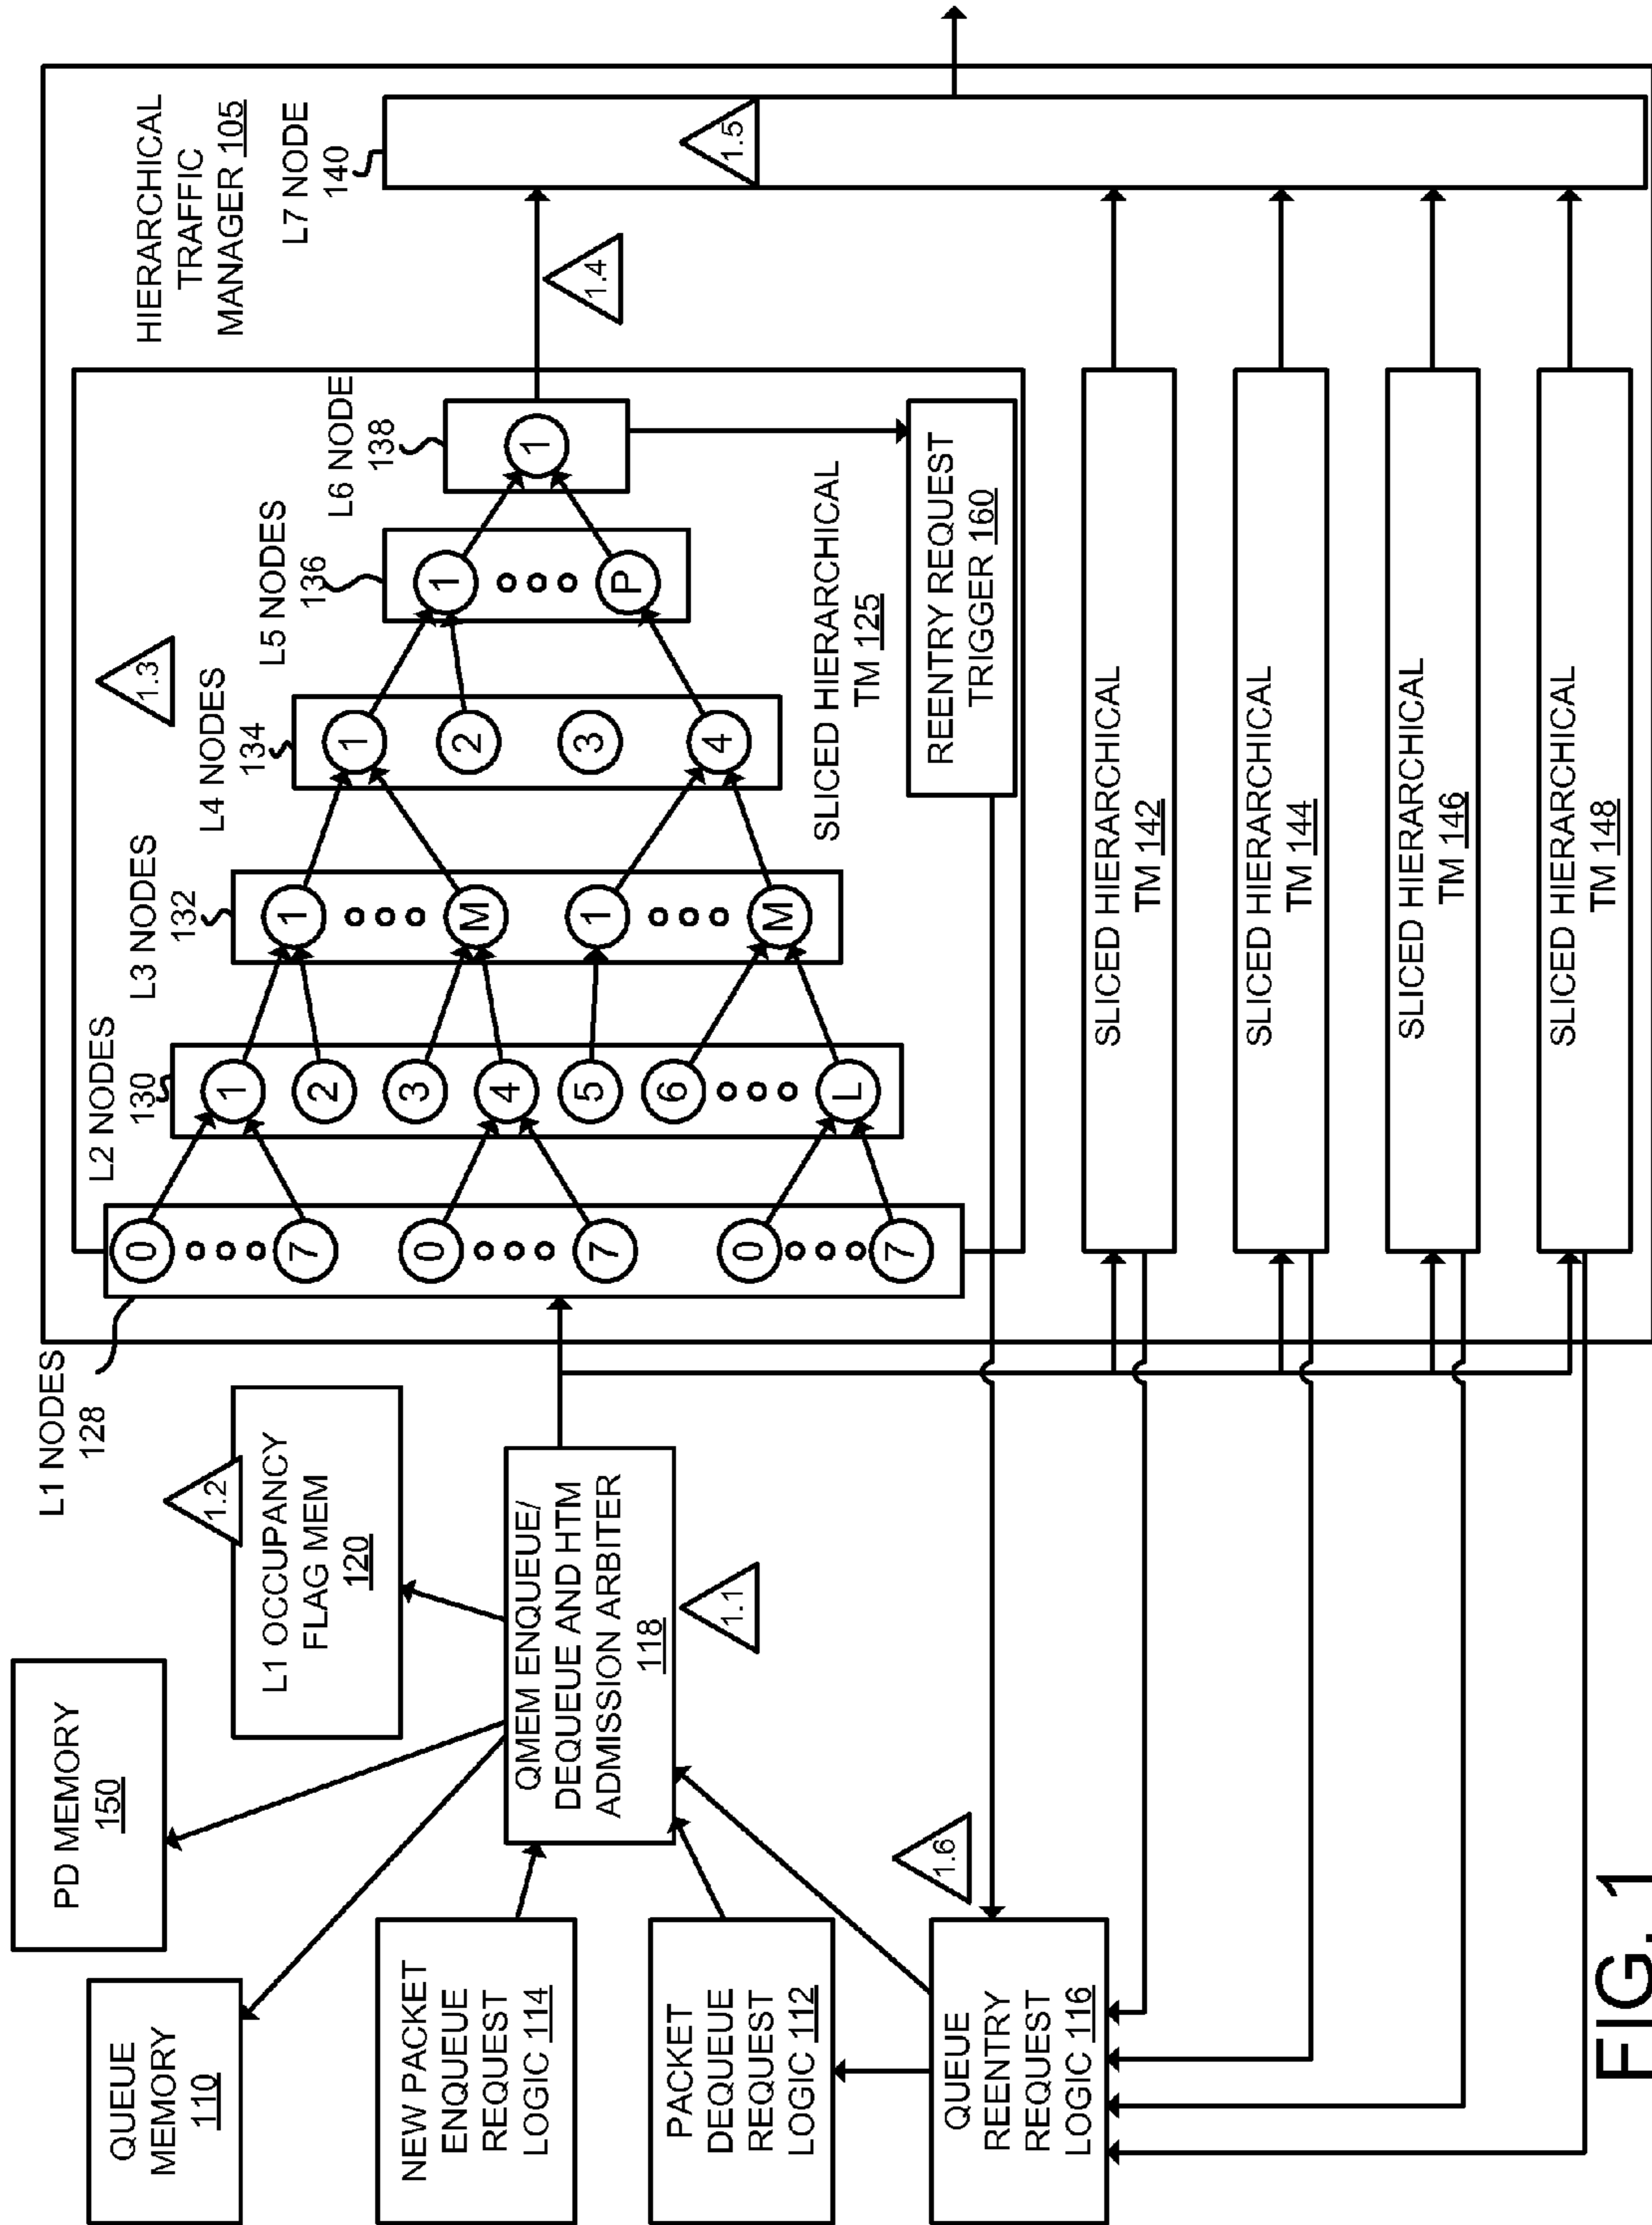 QUEUE
MEMORY
110
PD MEMORY
150
NEW PACKET
ENQUEUE
REQUEST
LOGIC 114
PACKET
DEQUEUE
REQUEST
LOGIC 112
QUEUE
REENTRY
REQUEST
LOGIC 116
1.6
QMEM ENQUEUE/
DEQUEUE AND HTM
ADMISSION ARBITER
118
1.1
L1 OCCUPANCY
FLAG MEM
120
1.2
L1 NODES
128
0
7
0
7
0
7
L2 NODES
130
1
2
3
4
5
6
L
L3 NODES
132
1
M
1
M
L4 NODES
134
1
2
3
4
1.3
L5 NODES
136
1
P
L6 NODE
138
1
SLICED HIERARCHICAL
TM 125
REENTRY REQUEST
TRIGGER 160
1.4
HIERARCHICAL
TRAFFIC
MANAGER 105
L7 NODE
140
1.5
SLICED HIERARCHICAL
TM 142
SLICED HIERARCHICAL
TM 144
SLICED HIERARCHICAL
TM 146
SLICED HIERARCHICAL
TM 148
FIG. 1